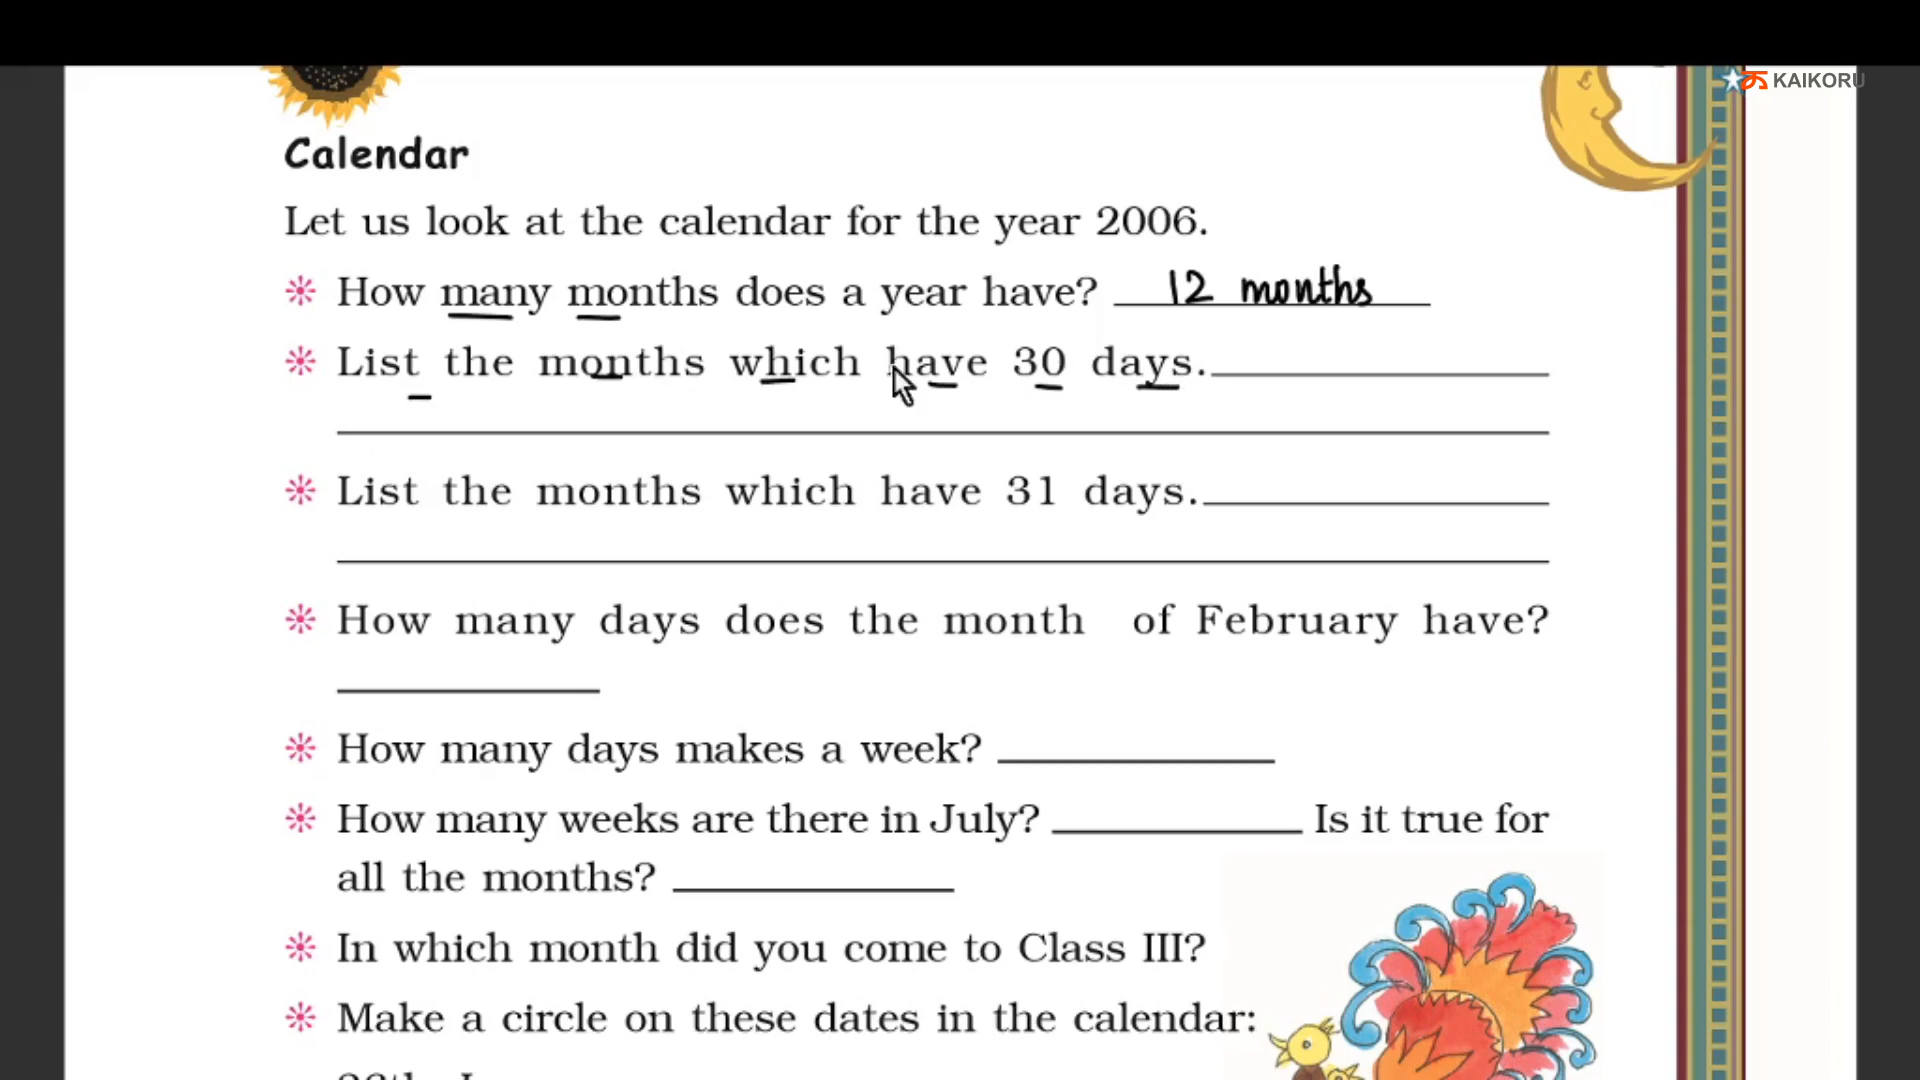 KAIKORU
Calendar
Let us look at the calendar for the year 2006.
How many months does a year have? 12 months
List the months which have 30 days.
List the months which have 31 days.
How many days does the month of February have?
How many days makes a week?
How many weeks are there in July? Is it true for
all the months?
In which month did you come to Class III?
Make a circle on these dates in the calendar: